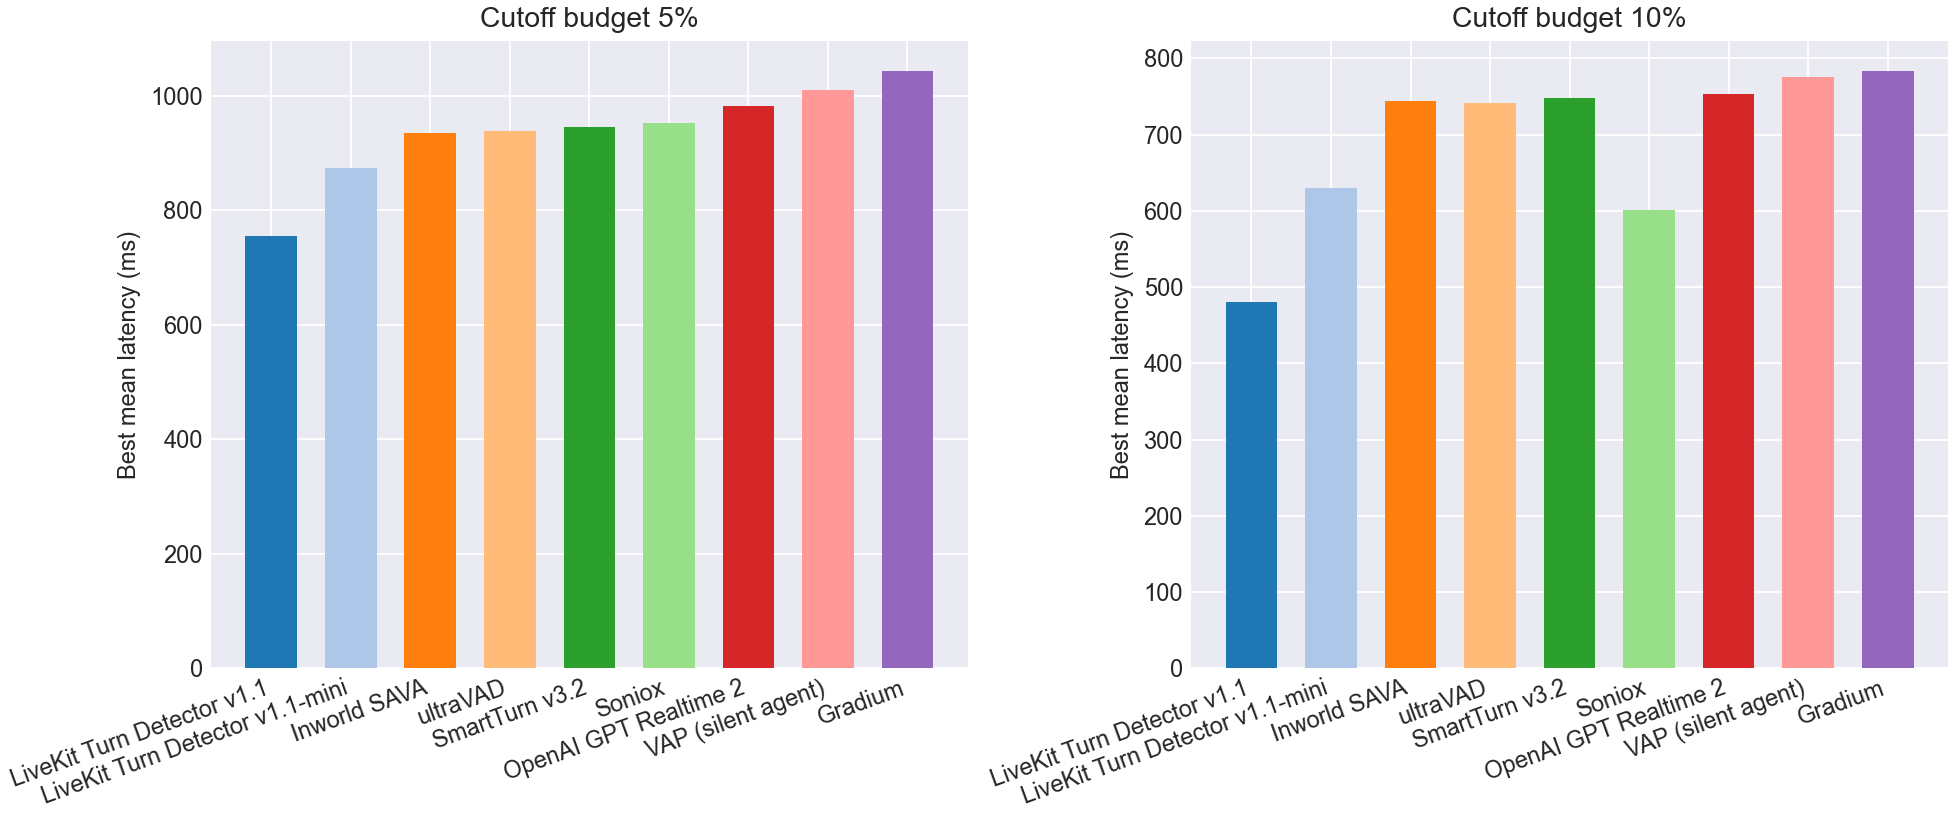 Cutoff budget 5%
Best mean latency (ms)
1000
800
600
400
200
0
LiveKit Turn Detector v1.1
LiveKit Turn Detector v1.1-mini
Inworld SAVA
ultraVAD
SmartTurn v3.2
Soniox
OpenAI GPT Realtime 2
VAP (silent agent)
Gradium
Cutoff budget 10%
Best mean latency (ms)
800
700
600
500
400
300
200
100
0
LiveKit Turn Detector v1.1
LiveKit Turn Detector v1.1-mini
Inworld SAVA
ultraVAD
SmartTurn v3.2
Soniox
OpenAI GPT Realtime 2
VAP (silent agent)
Gradium